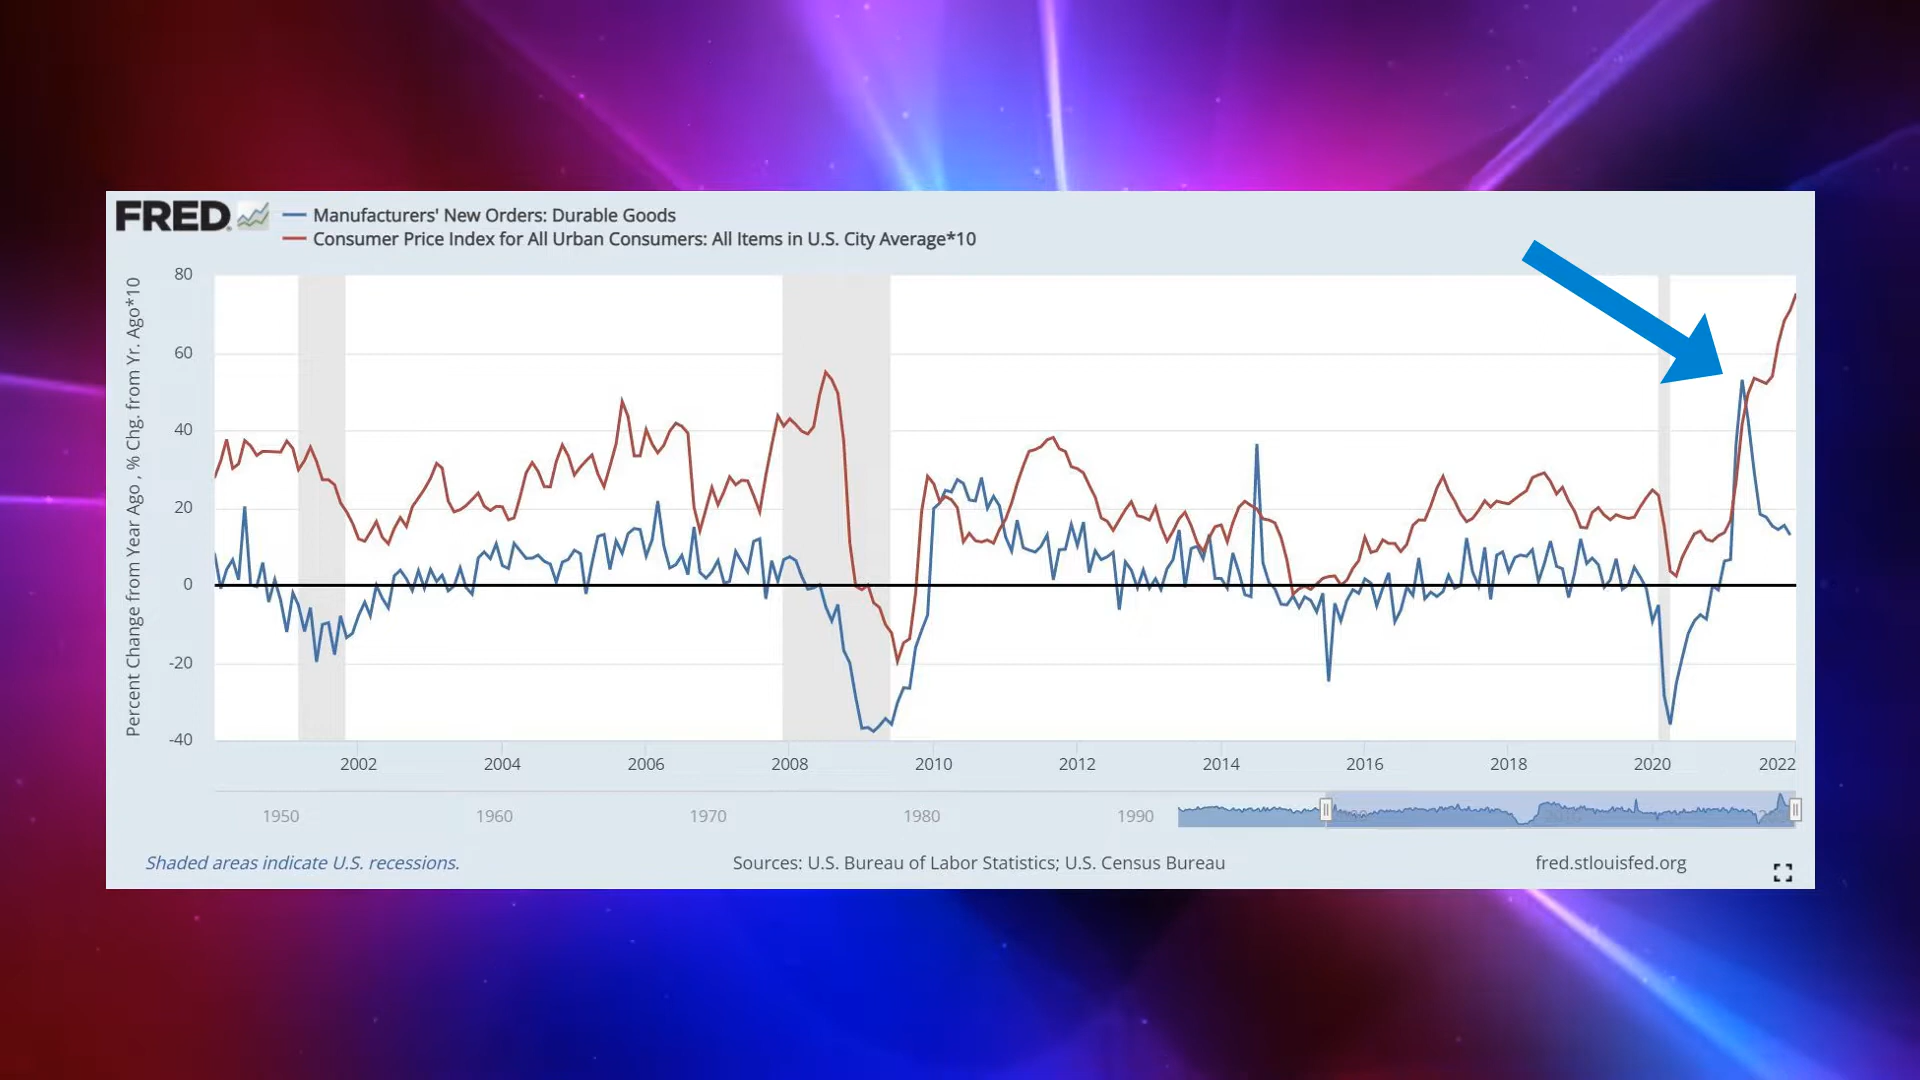 FRED
Manufacturers' New Orders: Durable Goods
Consumer Price Index for All Urban Consumers: All Items in U.S. City Average*10
Percent Change from Year Ago , % Chg. from Yr. Ago*10
80
60
40
20
0
-20
-40
2002 2004 2006 2008 2010 2012 2014 2016 2018 2020 2022
1950 1960 1970 1980 1990
Shaded areas indicate U.S. recessions. Sources: U.S. Bureau of Labor Statistics; U.S. Census Bureau fred.stlouisfed.org